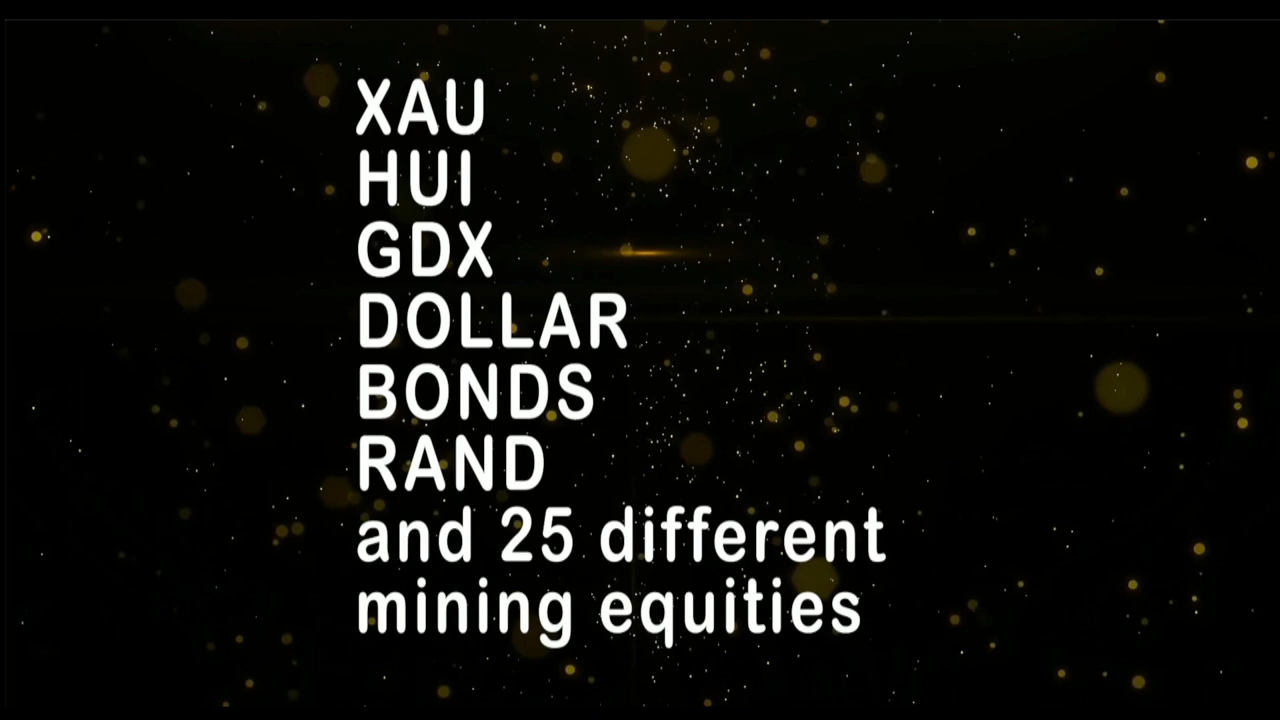 XAU
HUI
GDX
DOLLAR
BONDS
RAND
and 25 different
mining equities